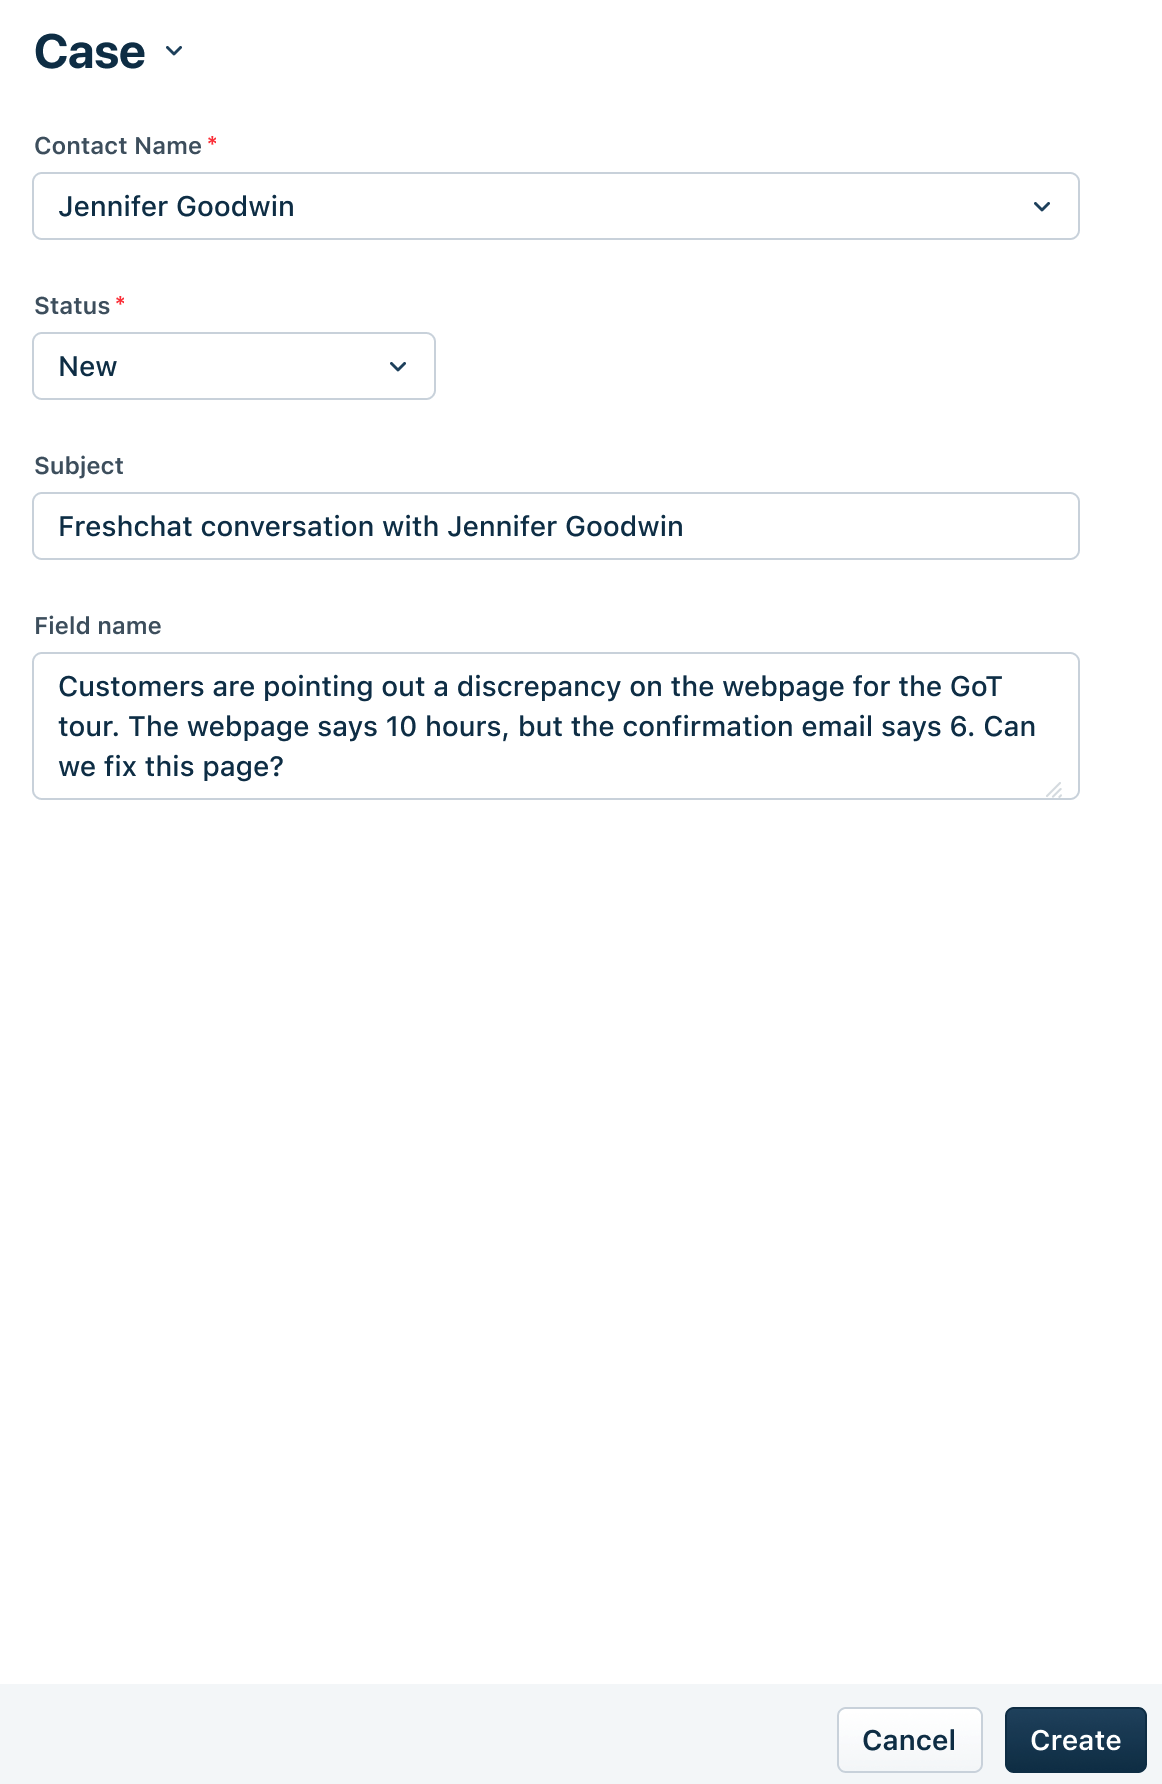 Case
Contact Name *
Jennifer Goodwin
Status *
New
Subject
Freshchat conversation with Jennifer Goodwin
Field name
Customers are pointing out a discrepancy on the webpage for the GoT
tour. The webpage says 10 hours, but the confirmation email says 6. Can
we fix this page?
Cancel
Create